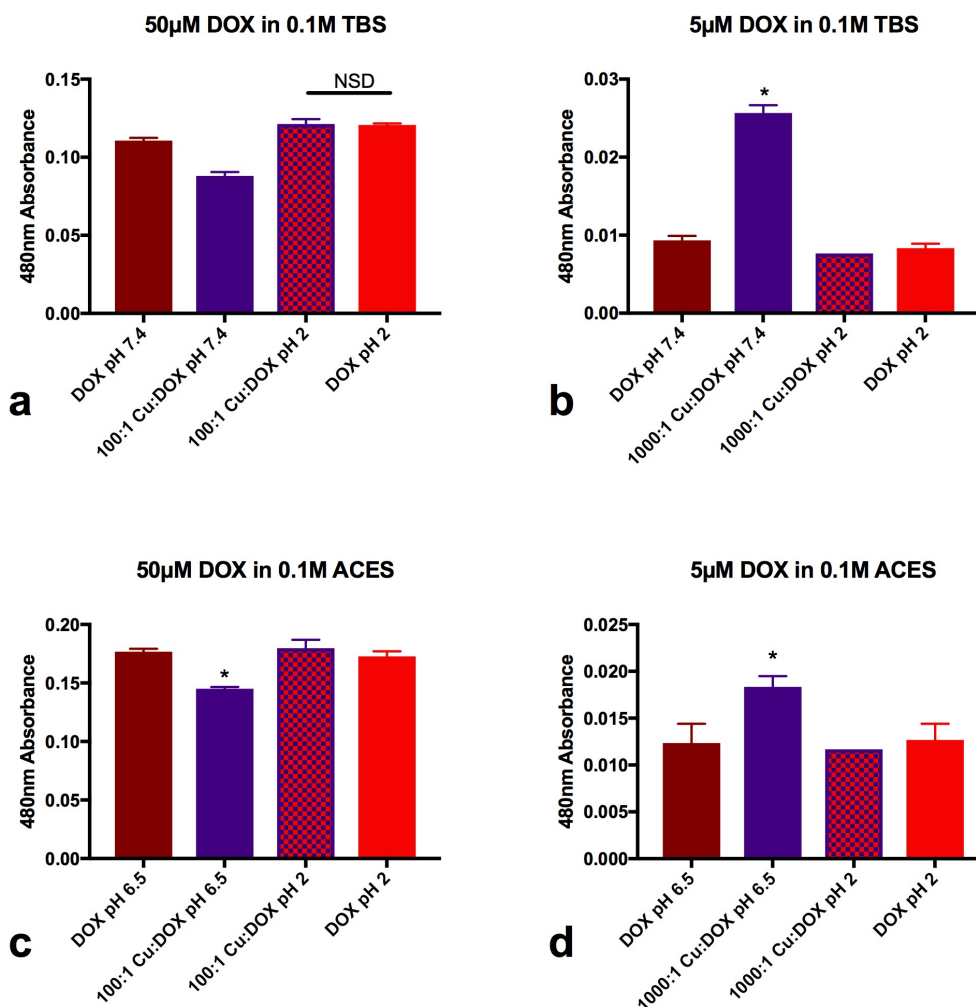 50µM DOX in 0.1M TBS
NSD
0.15
0.10
0.05
0.00
480nm Absorbance
DOX pH 7.4
100:1 Cu:DOX pH 7.4
100:1 Cu:DOX pH 2
DOX pH 2
a
5µM DOX in 0.1M TBS
*
0.03
0.02
0.01
0.00
480nm Absorbance
DOX pH 7.4
1000:1 Cu:DOX pH 7.4
1000:1 Cu:DOX pH 2
DOX pH 2
b
50µM DOX in 0.1M ACES
*
0.20
0.15
0.10
0.05
0.00
480nm Absorbance
DOX pH 6.5
100:1 Cu:DOX pH 6.5
100:1 Cu:DOX pH 2
DOX pH 2
c
5µM DOX in 0.1M ACES
*
0.025
0.020
0.015
0.010
0.005
0.000
480nm Absorbance
DOX pH 6.5
1000:1 Cu:DOX pH 6.5
1000:1 Cu:DOX pH 2
DOX pH 2
d